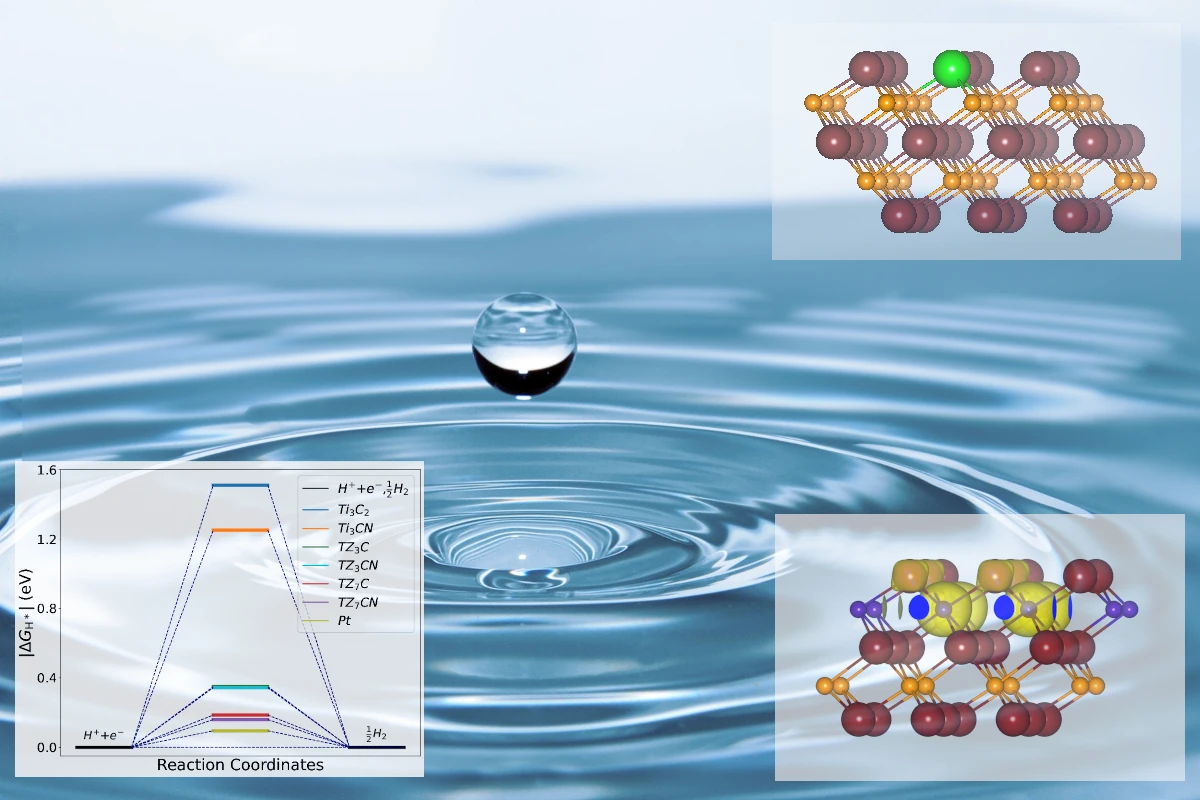 1.6
1.2
0.8
0.4
0.0
|ΔG_H*| (eV)
H⁺+e⁻,½H₂
Ti₃C₂
Ti₃CN
TZ₃C
TZ₃CN
TZ₇C
TZ₇CN
Pt
H⁺+e⁻
½H₂
Reaction Coordinates